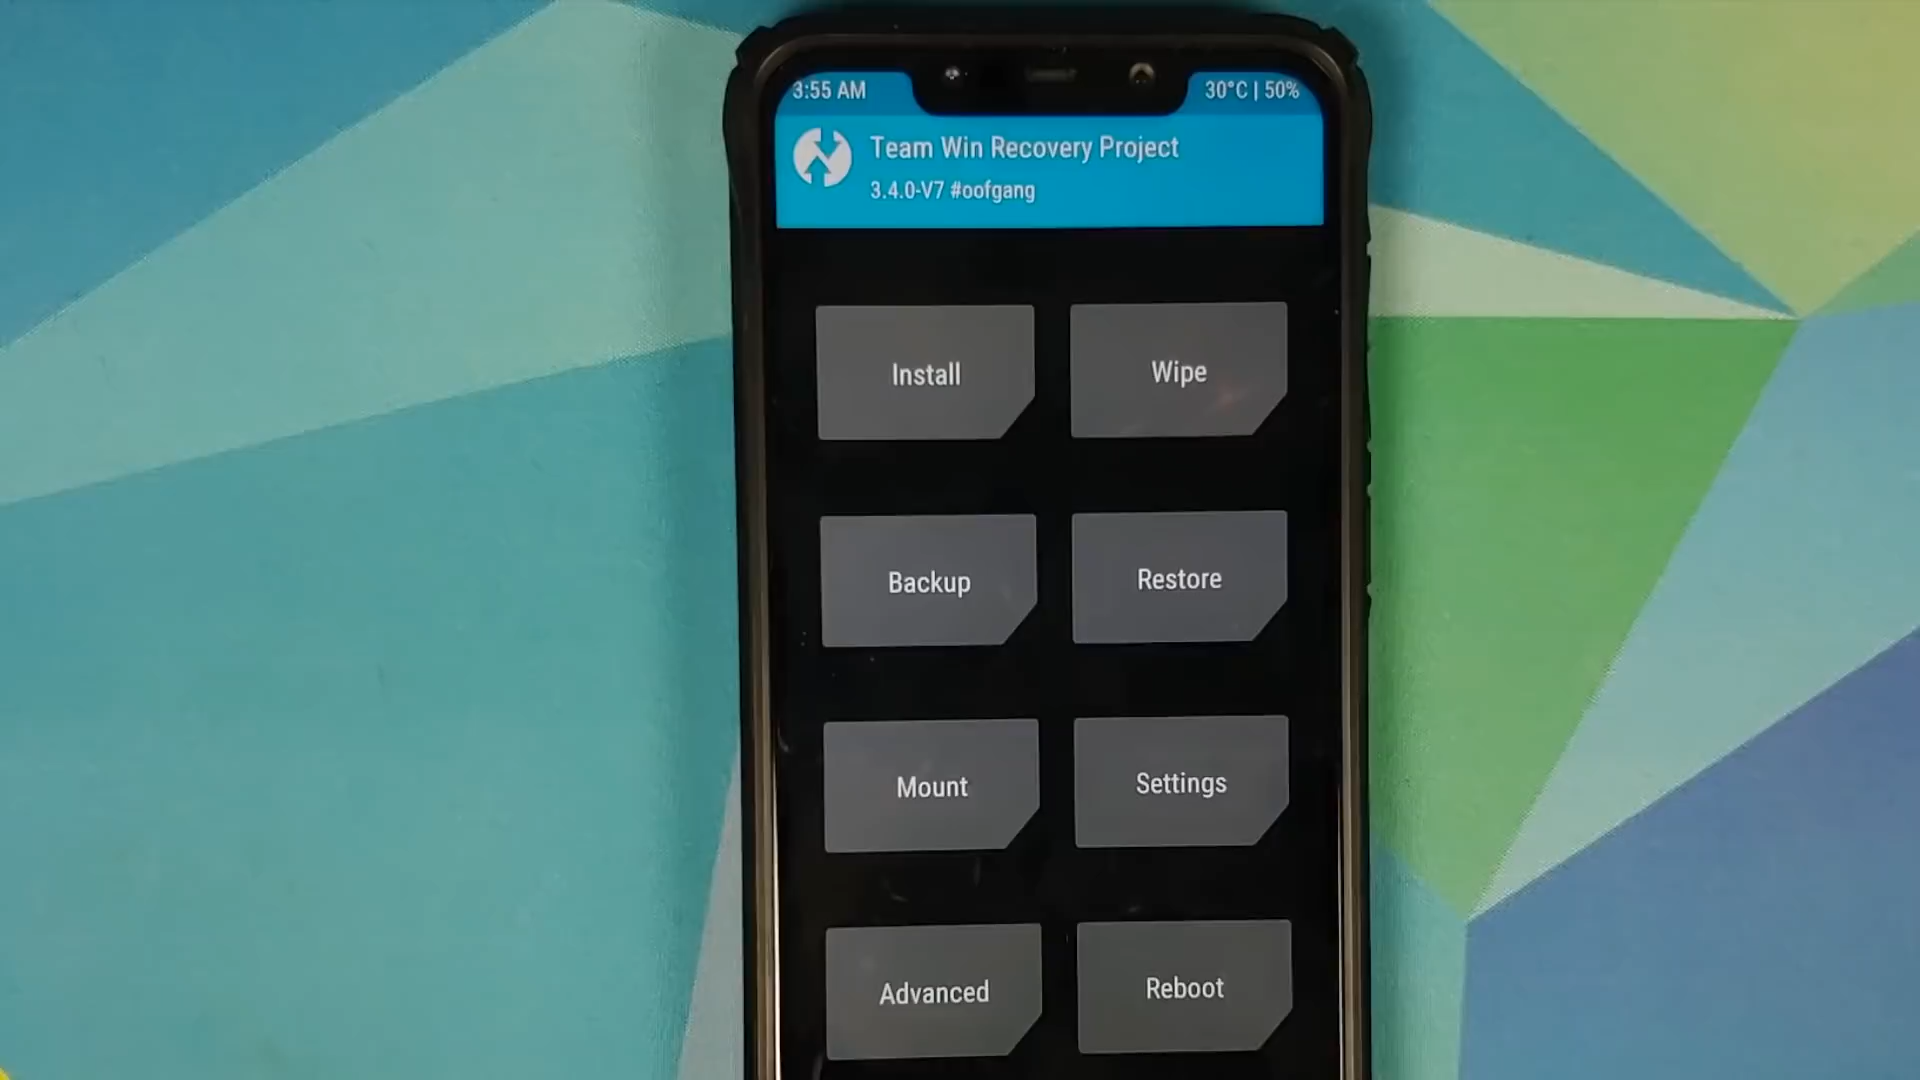 3:55 AM
30°C | 50%
Team Win Recovery Project
3.4.0-V7 #oofgang
Install
Wipe
Backup
Restore
Mount
Settings
Advanced
Reboot